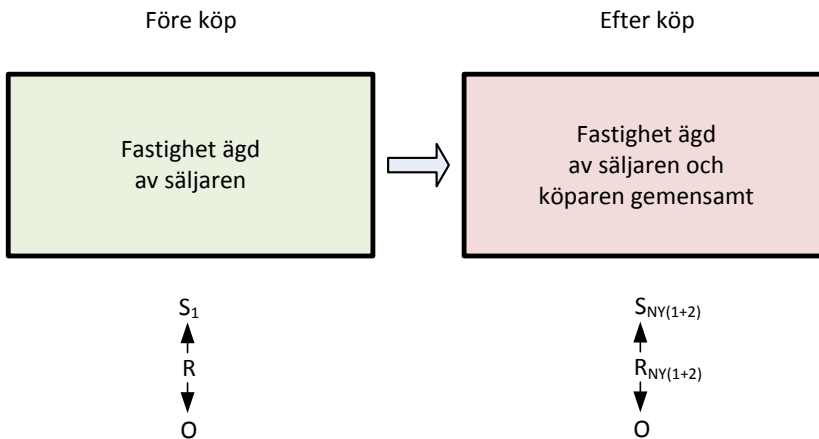 Före köp
Efter köp
Fastighet ägd
av säljaren
Fastighet ägd
av säljaren och
köparen gemensamt
S1
R
O
SNY(1+2)
RNY(1+2)
O